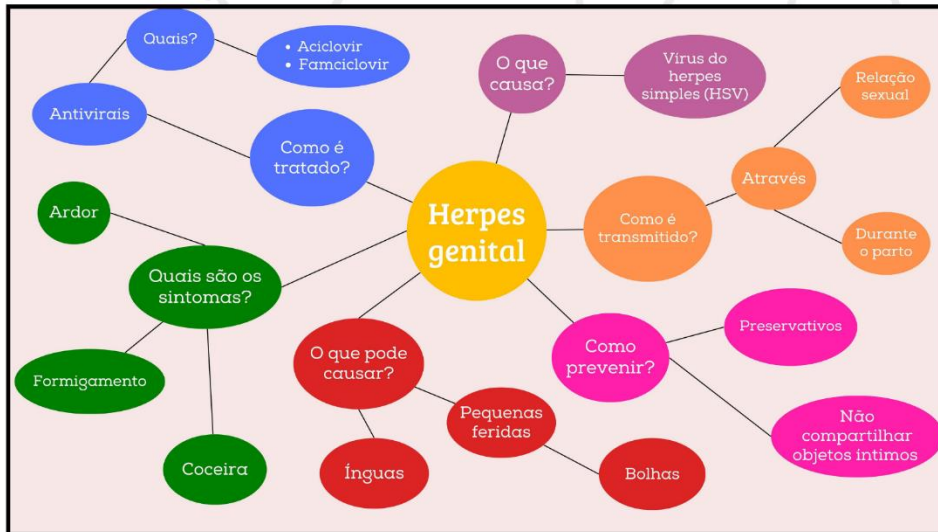 Quais?
• Aciclovir
• Famciclovir
Antivirais
Como é
tratado?
O que
causa?
Vírus do
herpes
simples (HSV)
Relação
sexual
Através
Como é
transmitido?
Durante
o parto
Herpes
genital
Ardor
Quais são os
sintomas?
Formigamento
Coceira
O que pode
causar?
Pequenas
feridas
Ínguas
Bolhas
Como
prevenir?
Preservativos
Não
compartilhar
objetos íntimos